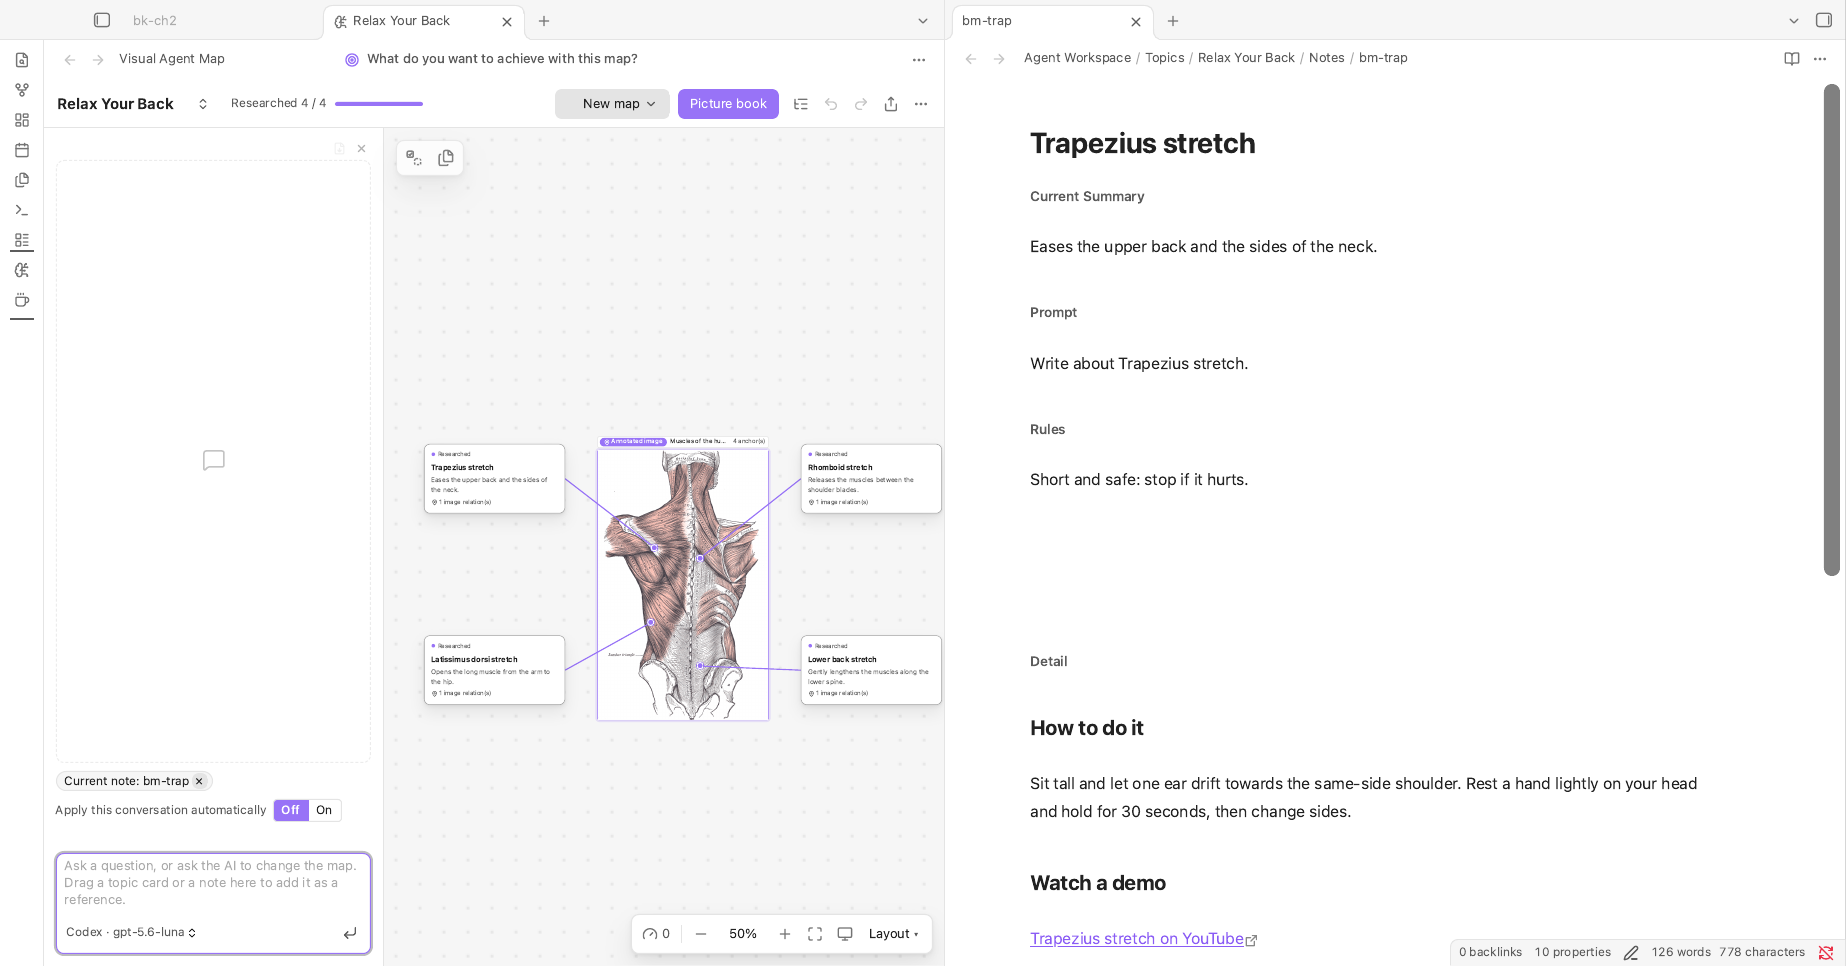 bk-ch2
Relax Your Back
bm-trap
Visual Agent Map
What do you want to achieve with this map?
Agent Workspace / Topics / Relax Your Back / Notes / bm-trap
Relax Your Back
Researched 4 / 4
New map
Picture book
Current note: bm-trap
Apply this conversation automatically
Off
On
Ask a question, or ask the AI to change the map.
Drag a topic card or a note here to add it as a
reference.
Codex · gpt-5.6-luna
Annotated image
Muscles of the hu...
4 anchor(s)
Researched
Trapezius stretch
Eases the upper back and the sides of
the neck.
1 image relation(s)
Researched
Rhomboid stretch
Releases the muscles between the
shoulder blades.
1 image relation(s)
Researched
Latissimus dorsi stretch
Opens the long muscle from the arm to
the hip.
1 image relation(s)
Researched
Lower back stretch
Gently lengthens the muscles along the
lower spine.
1 image relation(s)
0
50%
Layout
Trapezius stretch
Current Summary
Eases the upper back and the sides of the neck.
Prompt
Write about Trapezius stretch.
Rules
Short and safe: stop if it hurts.
Detail
How to do it
Sit tall and let one ear drift towards the same-side shoulder. Rest a hand lightly on your head
and hold for 30 seconds, then change sides.
Watch a demo
Trapezius stretch on YouTube
0 backlinks
10 properties
126 words
778 characters